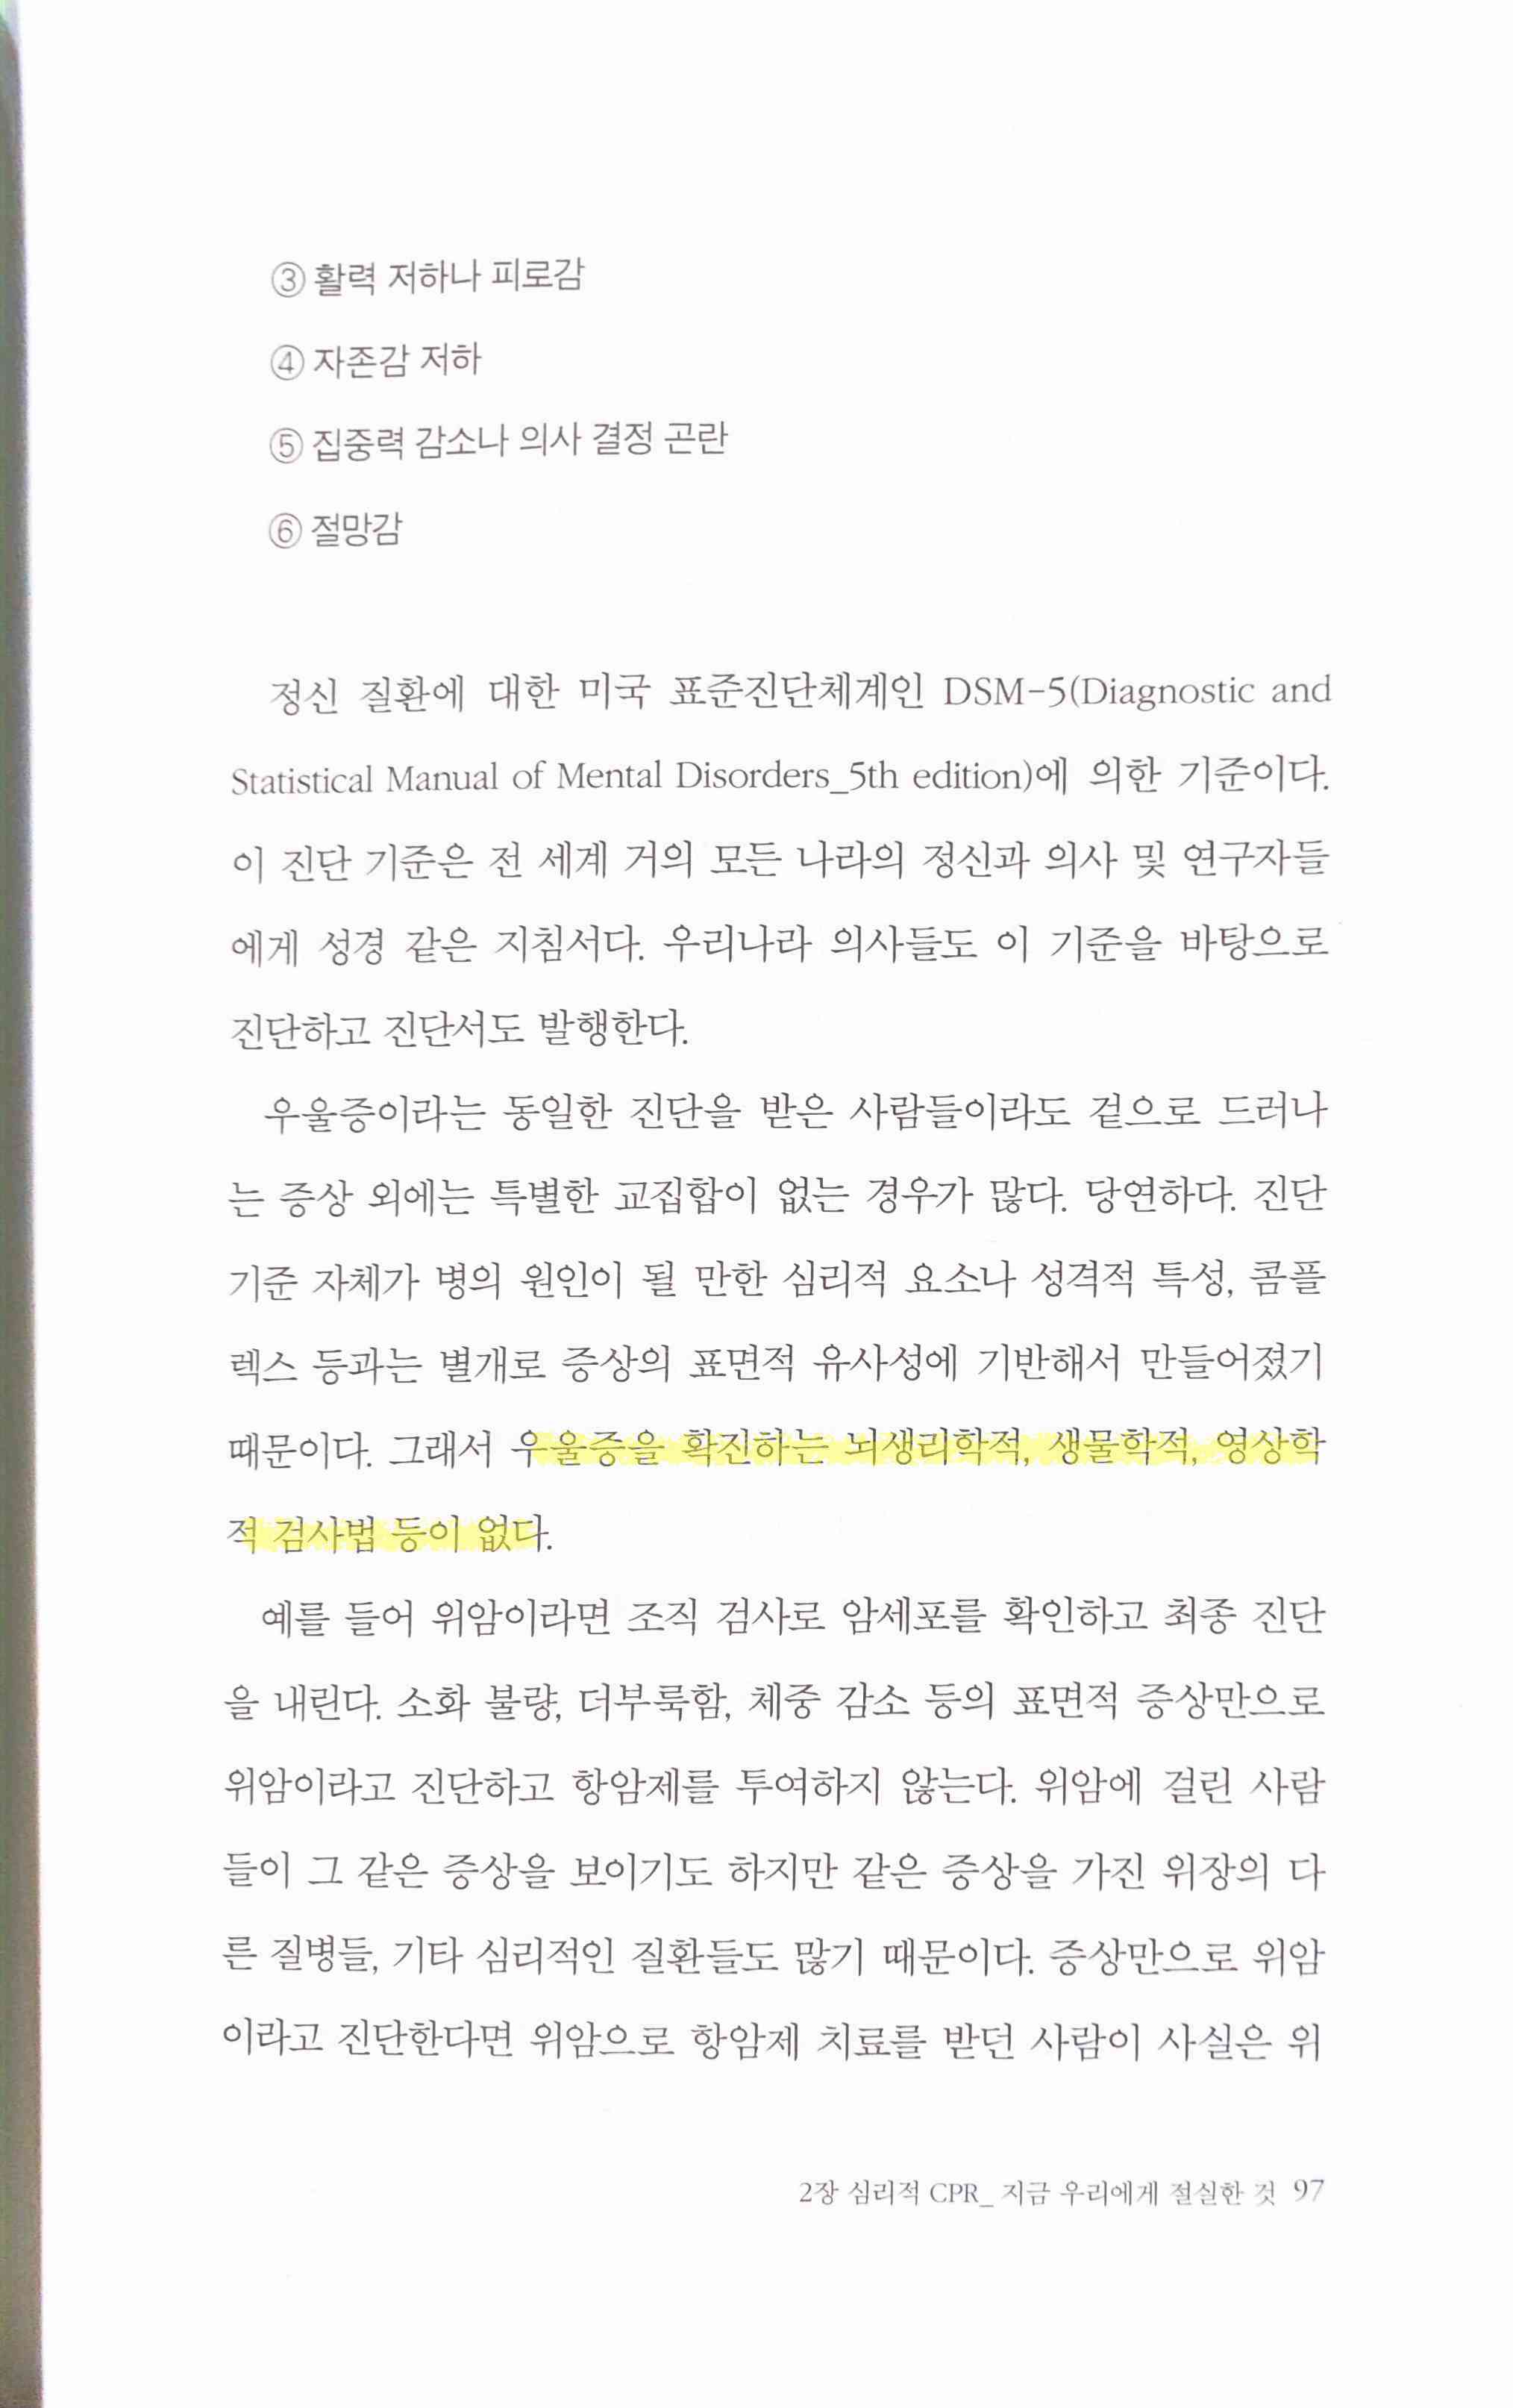 ③ 활력 저하나 피로감
④ 자존감 저하
⑤ 집중력 감소나 의사 결정 곤란
⑥ 절망감
정신 질환에 대한 미국 표준진단체계인 DSM-5(Diagnostic and
Statistical Manual of Mental Disorders_5th edition)에 의한 기준이다.
이 진단 기준은 전 세계 거의 모든 나라의 정신과 의사 및 연구자들
에게 성경 같은 지침서다. 우리나라 의사들도 이 기준을 바탕으로
진단하고 진단서도 발행한다.
우울증이라는 동일한 진단을 받은 사람들이라도 겉으로 드러나
는 증상 외에는 특별한 교집합이 없는 경우가 많다. 당연하다. 진단
기준 자체가 병의 원인이 될 만한 심리적 요소나 성격적 특성, 콤플
렉스 등과는 별개로 증상의 표면적 유사성에 기반해서 만들어졌기
때문이다. 그래서 우울증을 확진하는 뇌생리학적, 생물학적, 영상학
적 검사법 등이 없다.
예를 들어 위암이라면 조직 검사로 암세포를 확인하고 최종 진단
을 내린다. 소화 불량, 더부룩함, 체중 감소 등의 표면적 증상만으로
위암이라고 진단하고 항암제를 투여하지 않는다. 위암에 걸린 사람
들이 그 같은 증상을 보이기도 하지만 같은 증상을 가진 위장의 다
른 질병들, 기타 심리적인 질환들도 많기 때문이다. 증상만으로 위암
이라고 진단한다면 위암으로 항암제 치료를 받던 사람이 사실은 위
2장 심리적 CPR_ 지금 우리에게 절실한 것 97